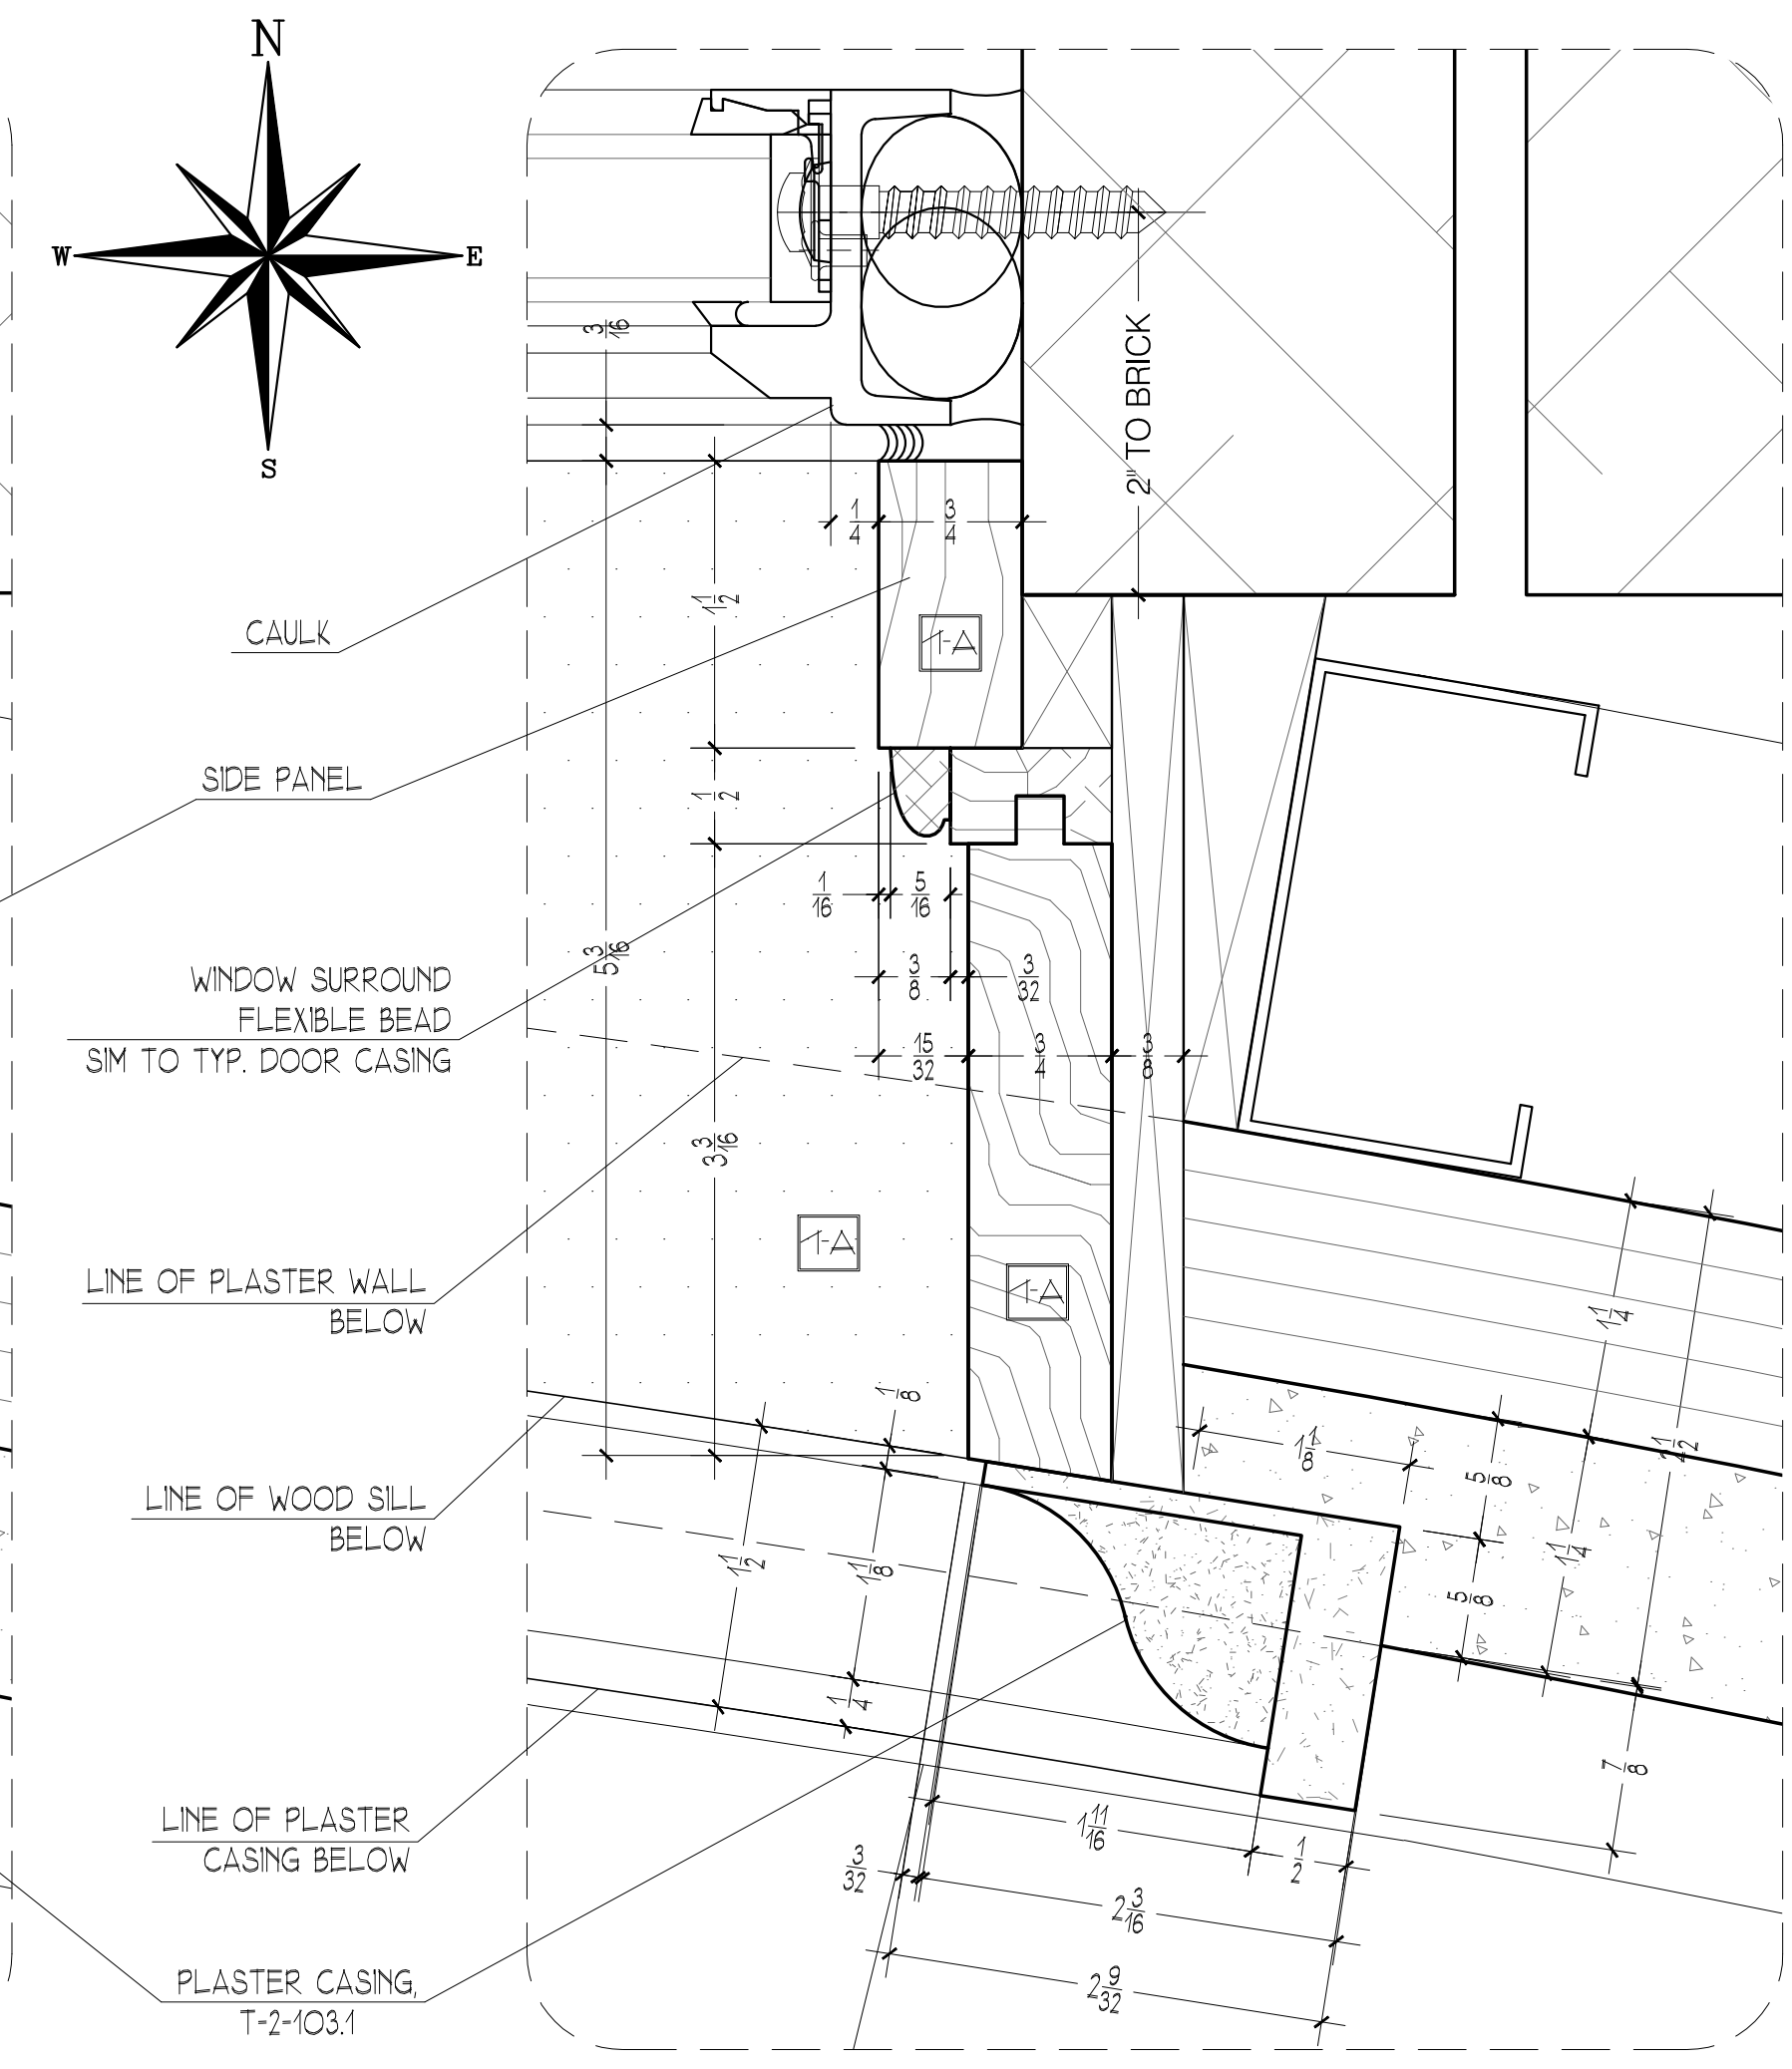 N
W
E
S
3/16
2" TO BRICK
1/4
3/4
1 1/2
CAULK
1-A
SIDE PANEL
1/2
1/16
5/16
WINDOW SURROUND
FLEXIBLE BEAD
SIM TO TYP. DOOR CASING
5 3/16
3/8
3/32
15/32
3/4
3/8
3 3/16
1-A
1-A
LINE OF PLASTER WALL
BELOW
1 1/4
1/8
1 1/8
5/8
1 1/2
LINE OF WOOD SILL
BELOW
1 1/2
1 1/8
1 1/4
5/8
1/4
7/8
LINE OF PLASTER
CASING BELOW
1 11/16
1/2
3/32
2 3/16
2 9/32
PLASTER CASING,
T-2-103.1